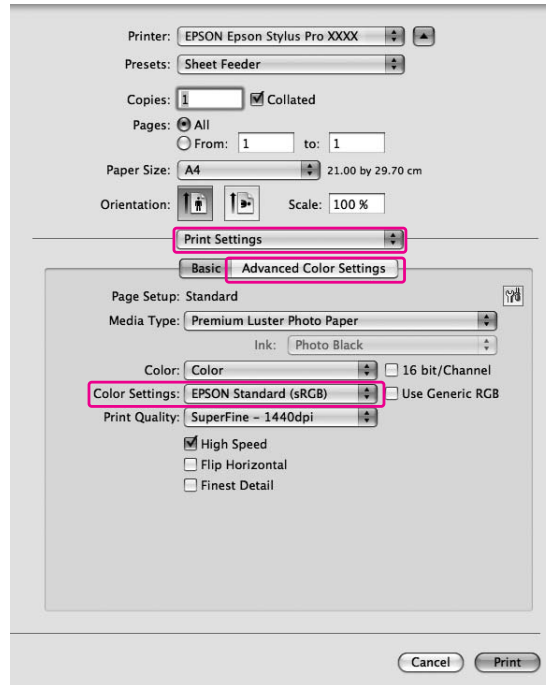 Printer: EPSON Epson Stylus Pro XXXX
Presets: Sheet Feeder
Copies: 1 Collated
Pages: All
From: 1 to: 1
Paper Size: A4 21.00 by 29.70 cm
Orientation: Scale: 100 %
Print Settings
Basic Advanced Color Settings
Page Setup: Standard
Media Type: Premium Luster Photo Paper
Ink: Photo Black
Color: Color 16 bit/Channel
Color Settings: EPSON Standard (sRGB) Use Generic RGB
Print Quality: SuperFine – 1440dpi
High Speed
Flip Horizontal
Finest Detail
Cancel Print